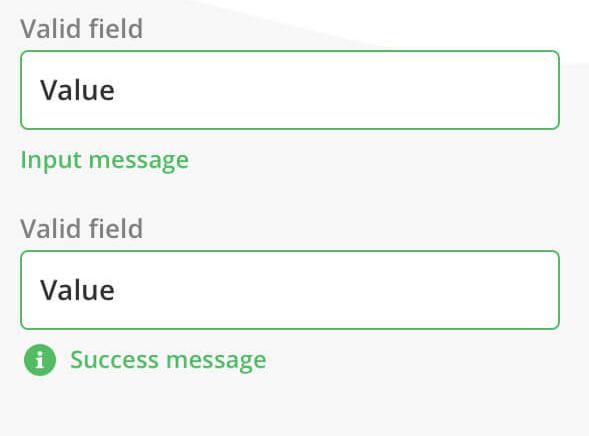 Valid field
Value
Input message
Valid field
Value
Success message